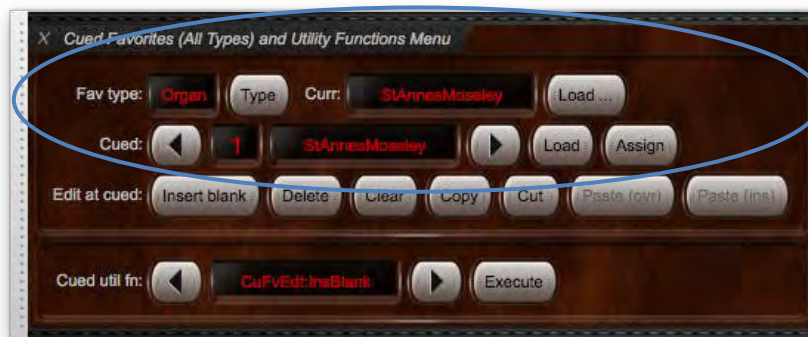 X Cued Favorites (All Types) and Utility Functions Menu
Fav type: Organ Type Curr: StAnnesMoseley Load ...
Cued: 1 StAnnesMoseley Load Assign
Edit at cued: Insert blank Delete Clear Copy Cut Paste (ovr) Paste (ins)
Cued util fn: CuFvEdt:InsBlank Execute